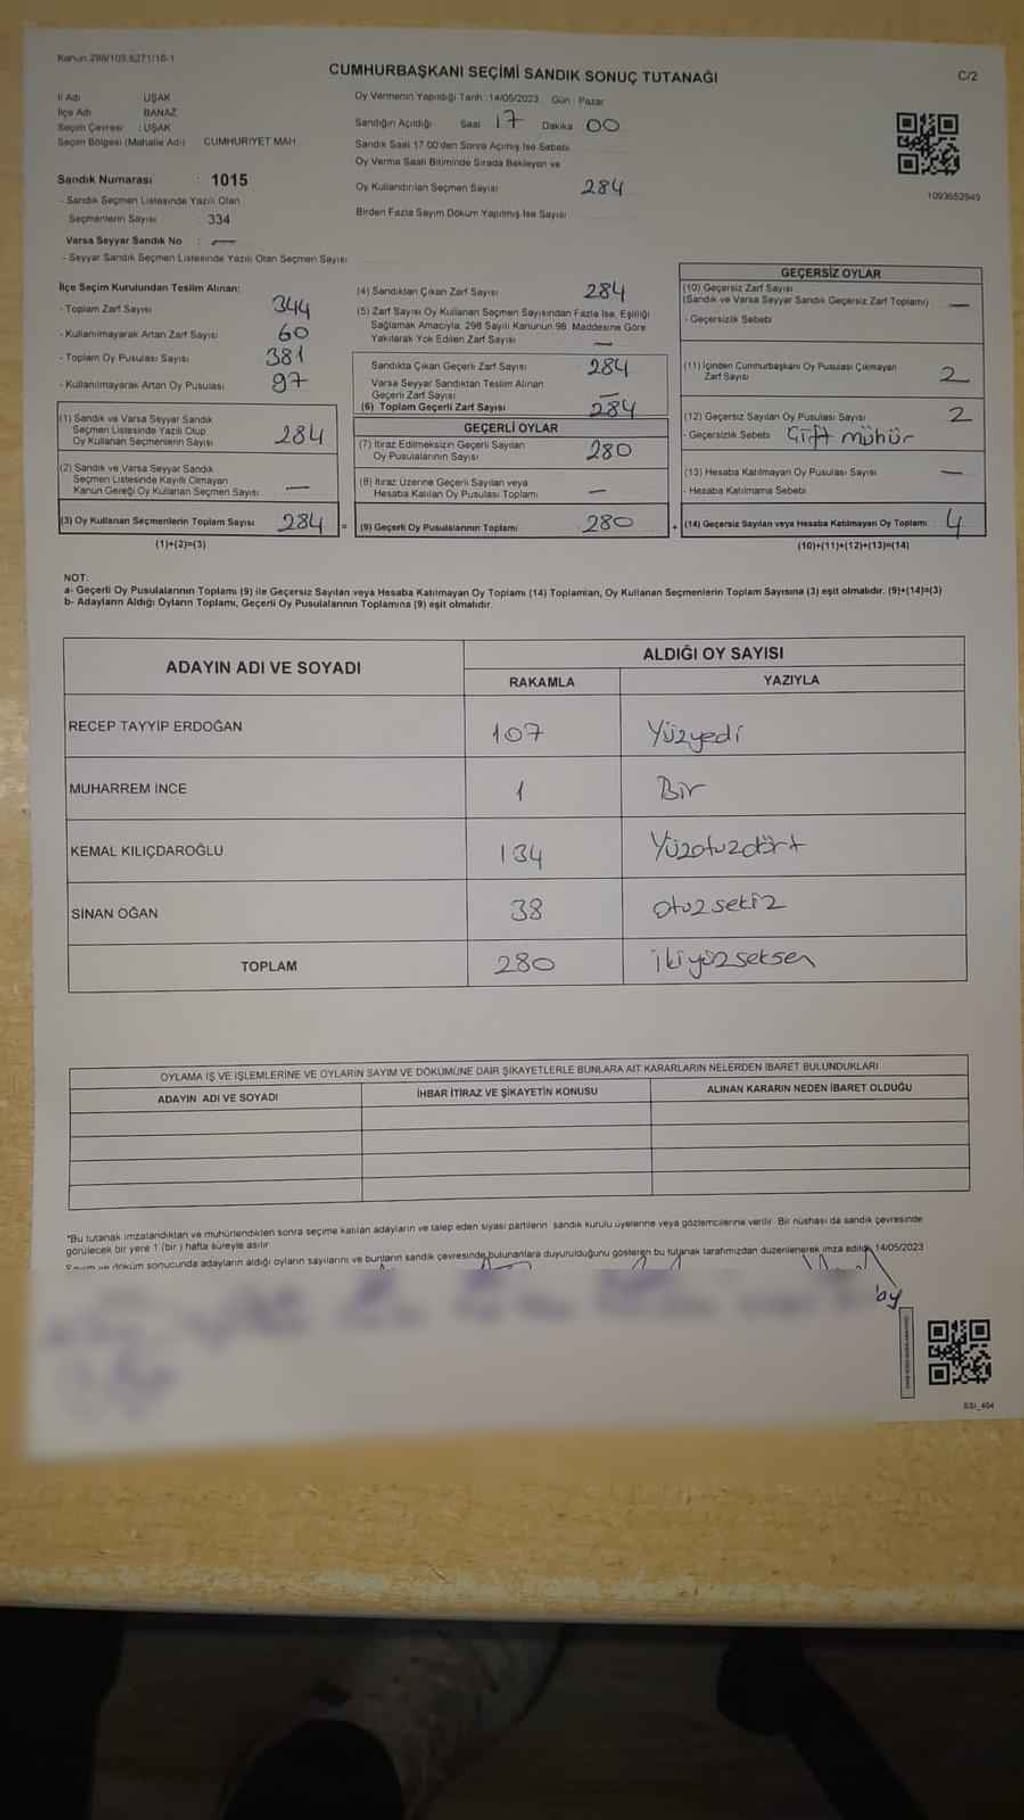 Kanun 298/103,6271/16-1
CUMHURBAŞKANI SEÇİMİ SANDIK SONUÇ TUTANAĞI
C/2
İl Adı : UŞAK
İlçe Adı : BANAZ
Seçim Çevresi : UŞAK
Seçim Bölgesi (Mahalle Adı) : CUMHURİYET MAH.
Sandık Numarası : 1015
- Sandık Seçmen Listesinde Yazılı Olan
Seçmenlerin Sayısı : 334
Varsa Seyyar Sandık No : —
- Seyyar Sandık Seçmen Listesinde Yazılı Olan Seçmen Sayısı
Oy Vermenin Yapıldığı Tarih : 14/05/2023 Gün : Pazar
Sandığın Açıldığı Saat 17 Dakika 00
Sandık Saat 17:00'den Sonra Açılmış İse Sebebi
Oy Verme Saati Bitiminde Sırada Bekleyen ve
Oy Kullandırılan Seçmen Sayısı 284
Birden Fazla Sayım Döküm Yapılmış İse Sayısı
1093652949
İlçe Seçim Kurulundan Teslim Alınan:
- Toplam Zarf Sayısı 344
- Kullanılmayarak Artan Zarf Sayısı 60
- Toplam Oy Pusulası Sayısı 381
- Kullanılmayarak Artan Oy Pusulası 97
(1) Sandık ve Varsa Seyyar Sandık
Seçmen Listesinde Yazılı Olup
Oy Kullanan Seçmenlerin Sayısı 284
(2) Sandık ve Varsa Seyyar Sandık
Seçmen Listesinde Kayıtlı Olmayan
Kanun Gereği Oy Kullanan Seçmen Sayısı —
(3) Oy Kullanan Seçmenlerin Toplam Sayısı 284 =
(1)+(2)=(3)
(4) Sandıktan Çıkan Zarf Sayısı 284
(5) Zarf Sayısı Oy Kullanan Seçmen Sayısından Fazla İse, Eşitliği
Sağlamak Amacıyla, 298 Sayılı Kanunun 98. Maddesine Göre
Yakılarak Yok Edilen Zarf Sayısı —
Sandıkta Çıkan Geçerli Zarf Sayısı 284
Varsa Seyyar Sandıktan Teslim Alınan
Geçerli Zarf Sayısı —
(6) Toplam Geçerli Zarf Sayısı 284
GEÇERLİ OYLAR
(7) İtiraz Edilmeksizin Geçerli Sayılan
Oy Pusulalarının Sayısı 280
(8) İtiraz Üzerine Geçerli Sayılan veya
Hesaba Katılan Oy Pusulası Toplamı —
(9) Geçerli Oy Pusulalarının Toplamı 280 +
GEÇERSİZ OYLAR
(10) Geçersiz Zarf Sayısı
(Sandık ve Varsa Seyyar Sandık Geçersiz Zarf Toplamı) —
- Geçersizlik Sebebi
(11) İçinden Cumhurbaşkanı Oy Pusulası Çıkmayan
Zarf Sayısı 2
(12) Geçersiz Sayılan Oy Pusulası Sayısı 2
- Geçersizlik Sebebi Çift mühür
(13) Hesaba Katılmayan Oy Pusulası Sayısı —
- Hesaba Katılmama Sebebi
(14) Geçersiz Sayılan veya Hesaba Katılmayan Oy Toplamı 4
(10)+(11)+(12)+(13)=(14)
NOT:
a- Geçerli Oy Pusulalarının Toplamı (9) ile Geçersiz Sayılan veya Hesaba Katılmayan Oy Toplamı (14) Toplamları, Oy Kullanan Seçmenlerin Toplam Sayısına (3) eşit olmalıdır. (9)+(14)=(3)
b- Adayların Aldığı Oyların Toplamı, Geçerli Oy Pusulalarının Toplamına (9) eşit olmalıdır.
ADAYIN ADI VE SOYADI
ALDIĞI OY SAYISI
RAKAMLA YAZIYLA
RECEP TAYYİP ERDOĞAN 107 Yüzyedi
MUHARREM İNCE 1 Bir
KEMAL KILIÇDAROĞLU 134 Yüzotuzdört
SİNAN OĞAN 38 otuzsekiz
TOPLAM 280 ikiyüzseksen
OYLAMA İŞ VE İŞLEMLERİNE VE OYLARIN SAYIM VE DÖKÜMÜNE DAİR ŞİKAYETLERLE BUNLARA AİT KARARLARIN NELERDEN İBARET BULUNDUKLARI
ADAYIN ADI VE SOYADI İHBAR İTİRAZ VE ŞİKAYETİN KONUSU ALINAN KARARIN NEDEN İBARET OLDUĞU
"Bu tutanak imzalandıktan ve mühürlendikten sonra seçime katılan adayların ve talep eden siyasi partilerin sandık kurulu üyelerine veya gözlemcilerine verilir. Bir nüshası da sandık çevresinde
görülecek bir yere 1 (bir) hafta süreyle asılır.
Sayım ve döküm sonucunda adayların aldığı oyların sayılarını ve bunların sandık çevresinde bulunanlara duyurulduğunu gösteren bu tutanak tarafımızdan düzenlenerek imza edildi. 14/05/2023